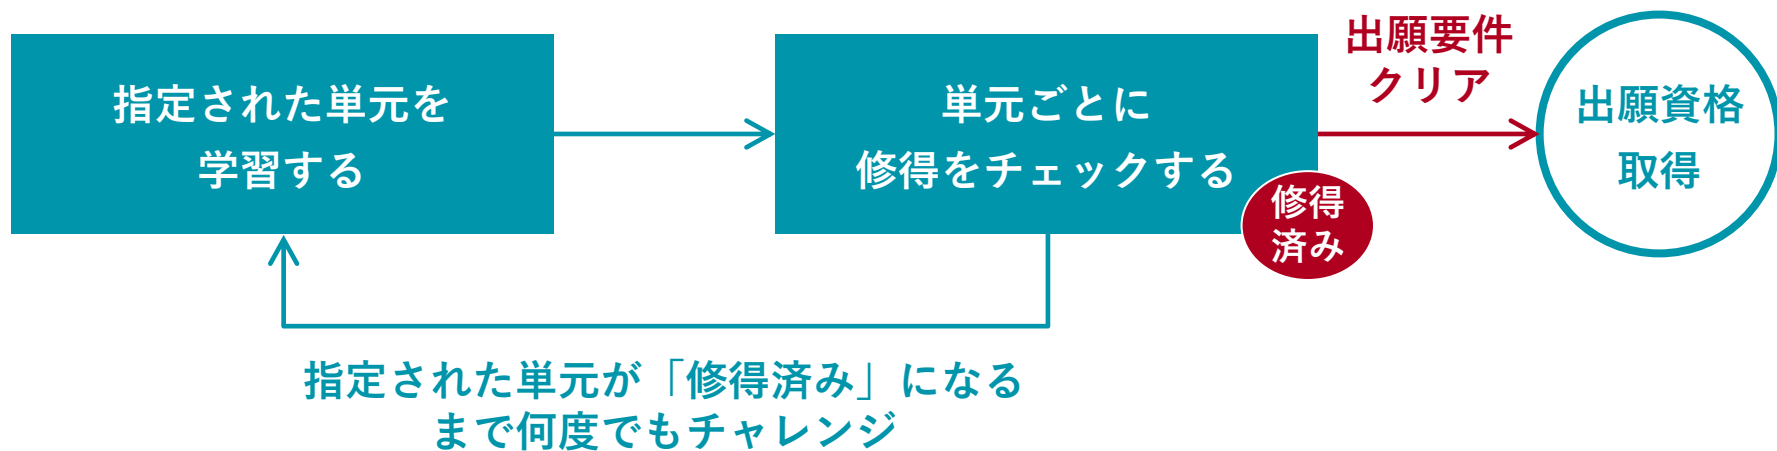 指定された単元を
学習する
単元ごとに
修得をチェックする
修得
済み
出願要件
クリア
出願資格
取得
指定された単元が「修得済み」になる
まで何度でもチャレンジ